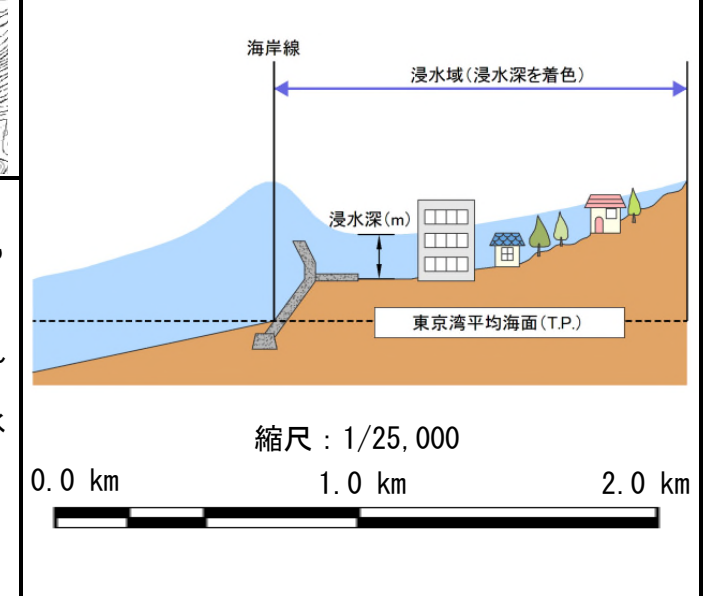 海岸線
浸水域(浸水深を着色)
浸水深(m)
東京湾平均海面(T.P.)
縮尺：1/25,000
0.0 km 1.0 km 2.0 km